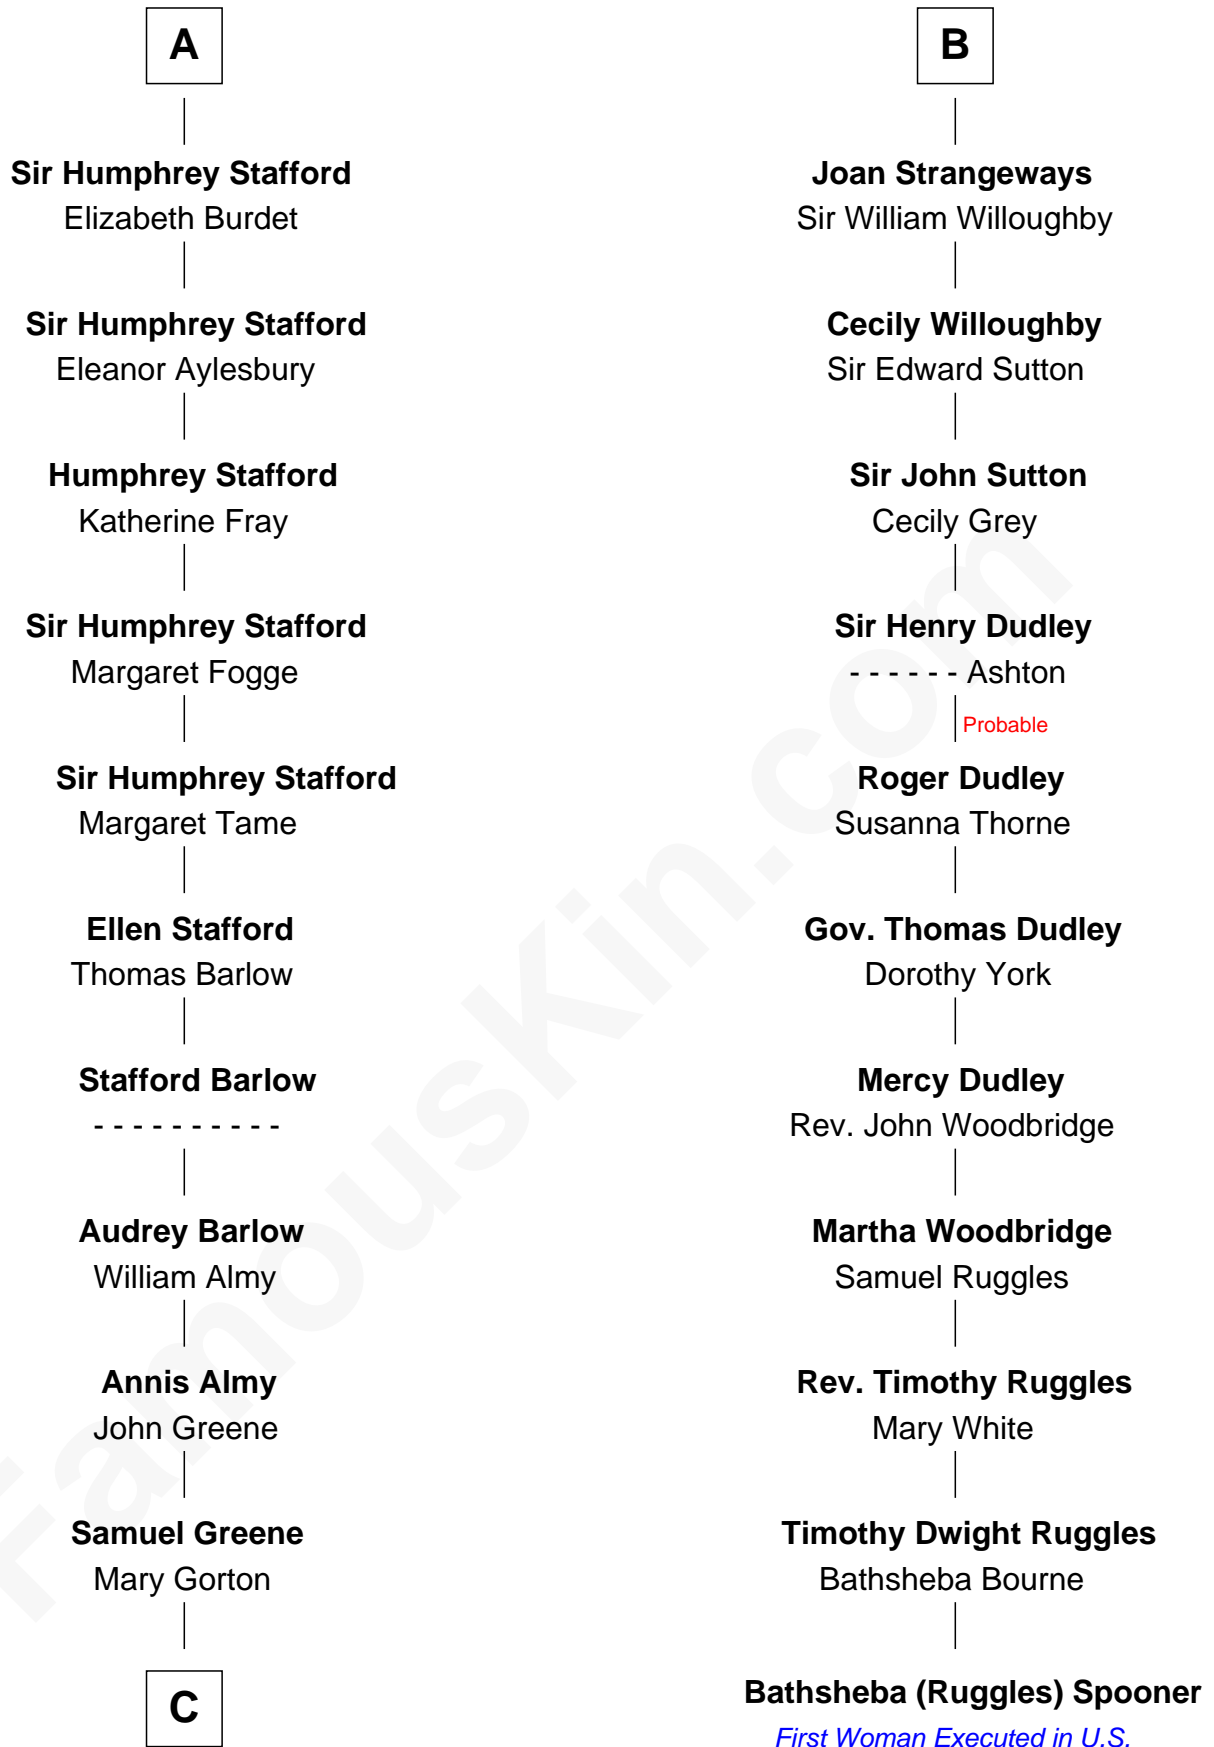 A
Sir Humphrey Stafford
Elizabeth Burdet
Sir Humphrey Stafford
Eleanor Aylesbury
Humphrey Stafford
Katherine Fray
Sir Humphrey Stafford
Margaret Fogge
Sir Humphrey Stafford
Margaret Tame
Ellen Stafford
Thomas Barlow
Stafford Barlow
- - - - - - - - - -
Audrey Barlow
William Almy
Annis Almy
John Greene
Samuel Greene
Mary Gorton
C
B
Joan Strangeways
Sir William Willoughby
Cecily Willoughby
Sir Edward Sutton
Sir John Sutton
Cecily Grey
Sir Henry Dudley
- - - - - - Ashton
Probable
Roger Dudley
Susanna Thorne
Gov. Thomas Dudley
Dorothy York
Mercy Dudley
Rev. John Woodbridge
Martha Woodbridge
Samuel Ruggles
Rev. Timothy Ruggles
Mary White
Timothy Dwight Ruggles
Bathsheba Bourne
Bathsheba (Ruggles) Spooner
First Woman Executed in U.S.
FamousKin.com